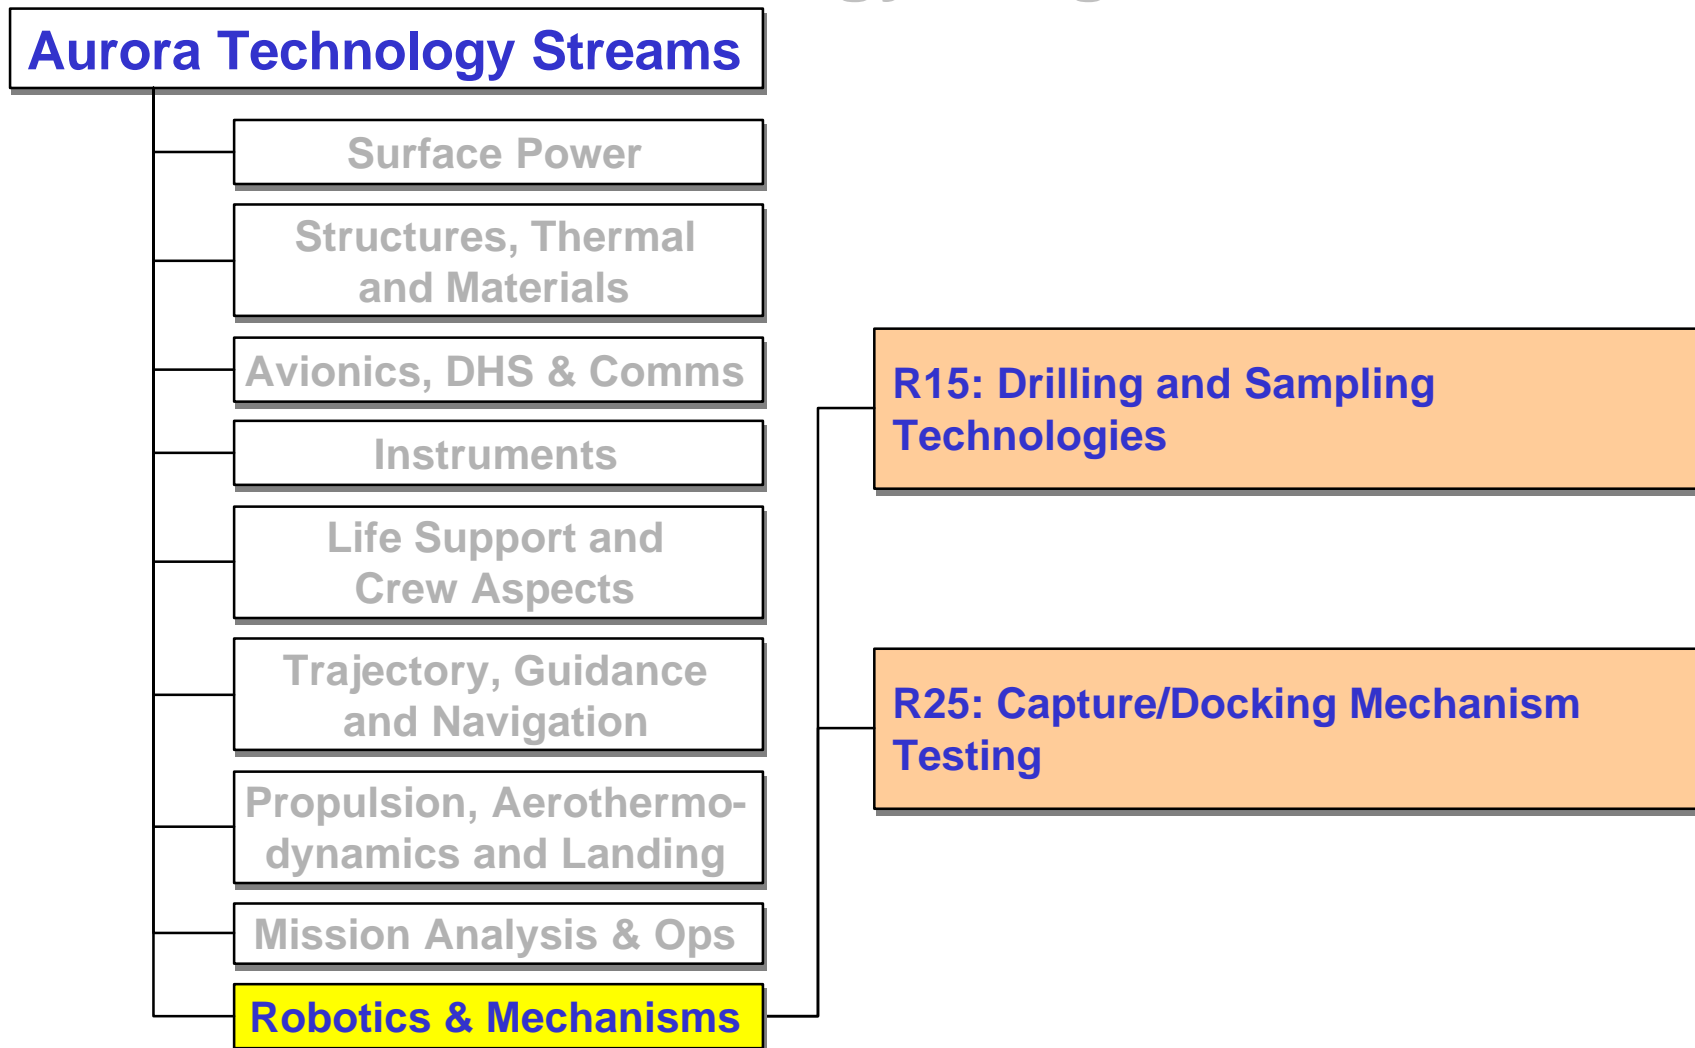 Aurora Technology Streams
Surface Power
Structures, Thermal
and Materials
Avionics, DHS & Comms
Instruments
Life Support and
Crew Aspects
Trajectory, Guidance
and Navigation
Propulsion, Aerothermo-
dynamics and Landing
Mission Analysis & Ops
Robotics & Mechanisms
R15: Drilling and Sampling
Technologies
R25: Capture/Docking Mechanism
Testing